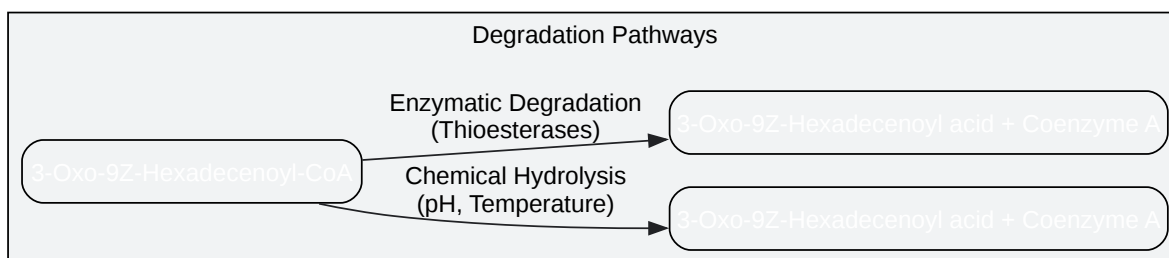 Degradation Pathways
Enzymatic Degradation
(Thioesterases)
3-Oxo-9Z-Hexadecenoyl acid + Coenzyme A
3-Oxo-9Z-Hexadecenoyl-CoA
Chemical Hydrolysis
(pH, Temperature)
3-Oxo-9Z-Hexadecenoyl acid + Coenzyme A